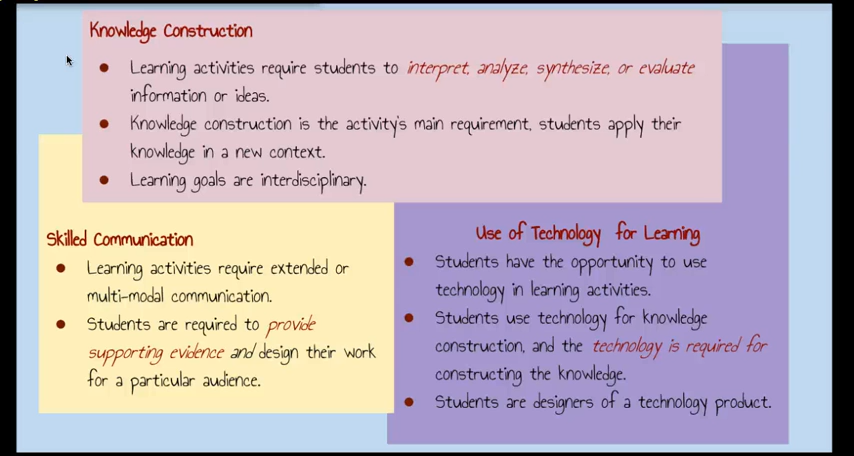 Knowledge Construction
● Learning activities require students to interpret, analyze, synthesize, or evaluate
information or ideas.
● Knowledge construction is the activity's main requirement, students apply their
knowledge in a new context.
● Learning goals are interdisciplinary.
Skilled Communication
● Learning activities require extended or
multi-modal communication.
● Students are required to provide
supporting evidence and design their work
for a particular audience.
Use of Technology for Learning
● Students have the opportunity to use
technology in learning activities.
● Students use technology for knowledge
construction, and the technology is required for
constructing the knowledge.
● Students are designers of a technology product.